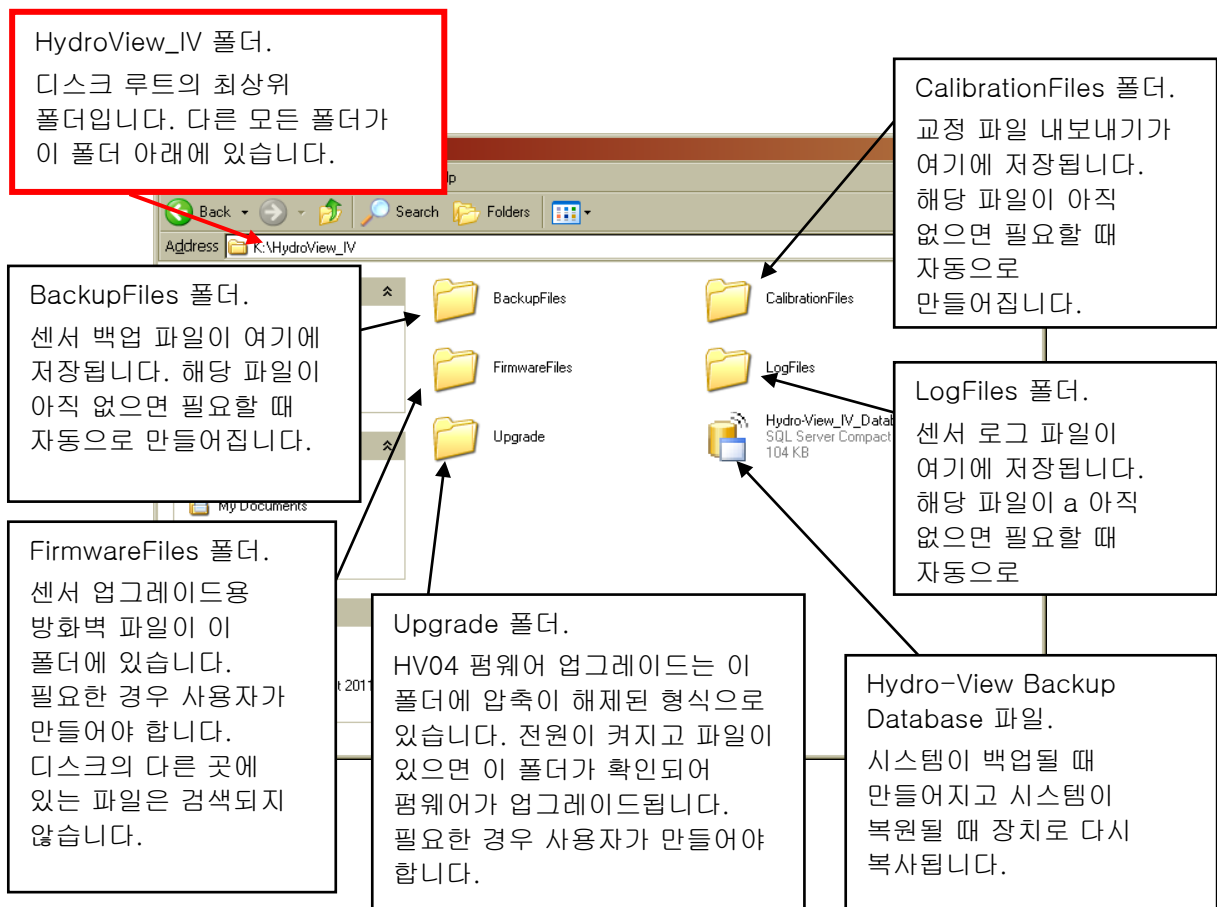 HydroView_IV 폴더.
디스크 루트의 최상위
폴더입니다. 다른 모든 폴더가
이 폴더 아래에 있습니다.
CalibrationFiles 폴더.
교정 파일 내보내기가
여기에 저장됩니다.
해당 파일이 아직
없으면 필요할 때
자동으로
만들어집니다.
Back
Search
Folders
Address K:\HydroView_IV
BackupFiles 폴더.
센서 백업 파일이 여기에
저장됩니다. 해당 파일이
아직 없으면 필요할 때
자동으로 만들어집니다.
BackupFiles
CalibrationFiles
FirmwareFiles
LogFiles
Upgrade
Hydro-View_IV_Datab
SQL Server Compact
104 KB
My Documents
LogFiles 폴더.
센서 로그 파일이
여기에 저장됩니다.
해당 파일이 a 아직
없으면 필요할 때
자동으로
FirmwareFiles 폴더.
센서 업그레이드용
방화벽 파일이 이
폴더에 있습니다.
필요한 경우 사용자가
만들어야 합니다.
디스크의 다른 곳에
있는 파일은 검색되지
않습니다.
2011
Upgrade 폴더.
HV04 펌웨어 업그레이드는 이
폴더에 압축이 해제된 형식으로
있습니다. 전원이 켜지고 파일이
있으면 이 폴더가 확인되어
펌웨어가 업그레이드됩니다.
필요한 경우 사용자가 만들어야
합니다.
Hydro-View Backup
Database 파일.
시스템이 백업될 때
만들어지고 시스템이
복원될 때 장치로 다시
복사됩니다.